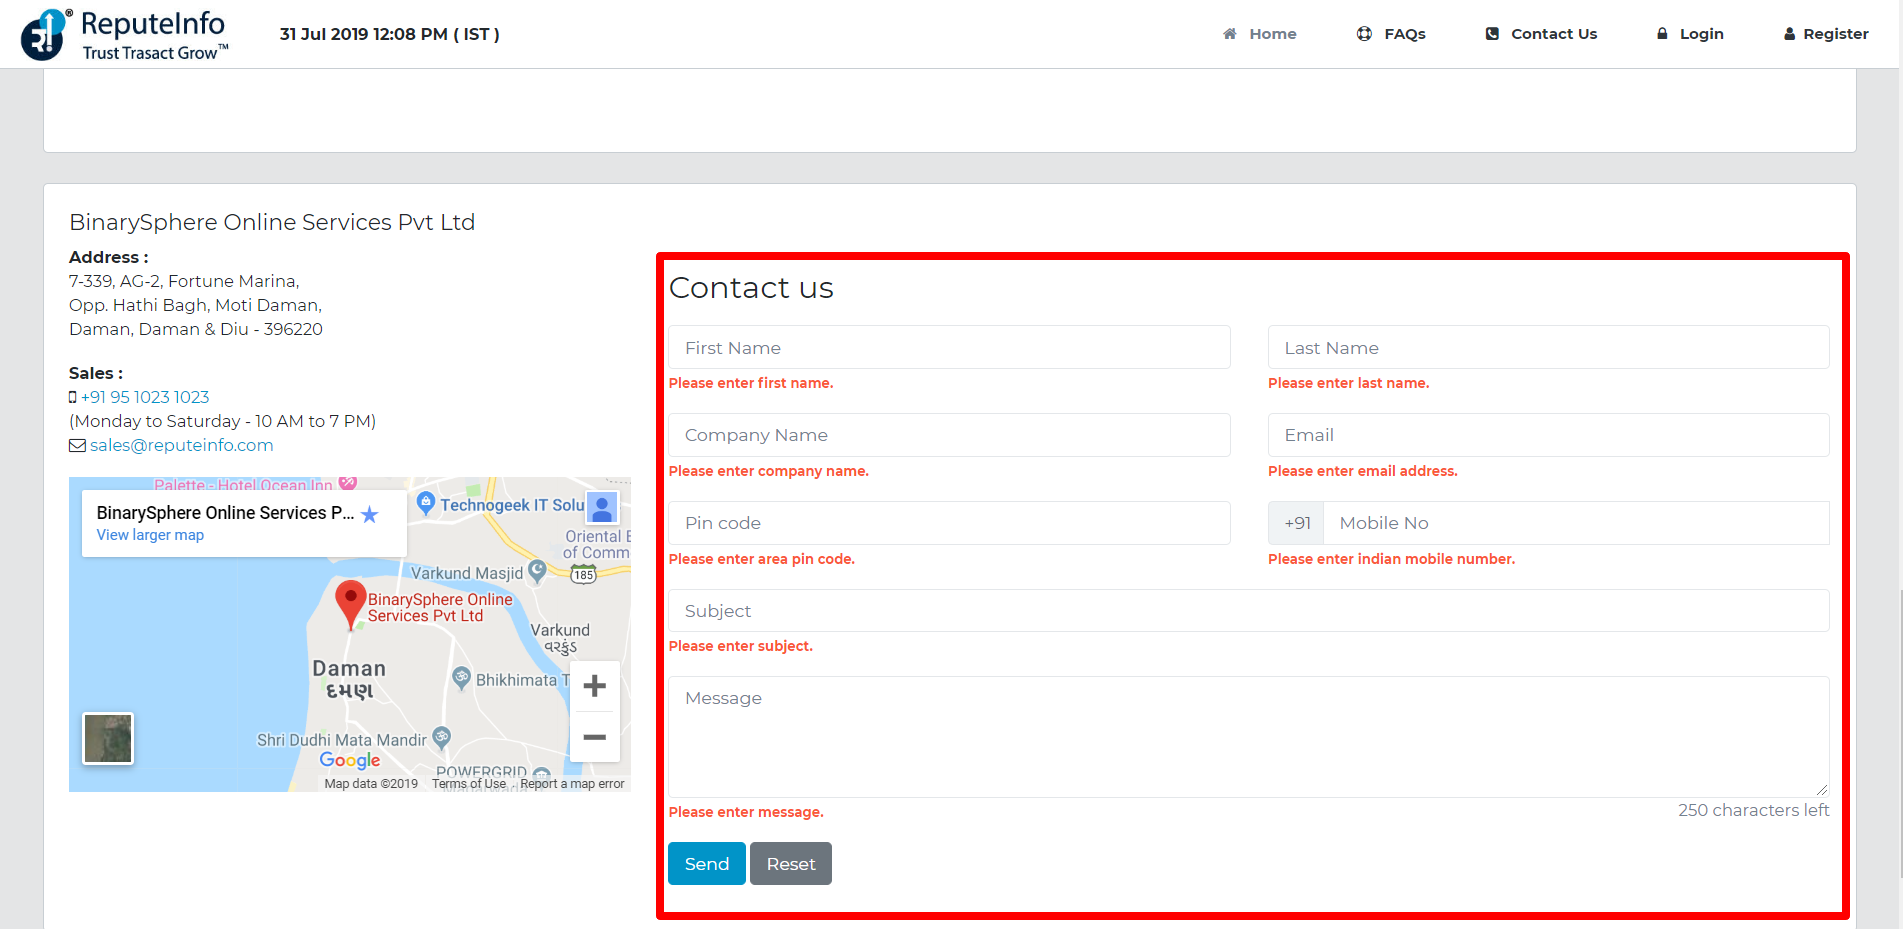 ReputeInfo
Trust Trasact Grow™
31 Jul 2019 12:08 PM ( IST )
Home
FAQs
Contact Us
Login
Register
BinarySphere Online Services Pvt Ltd
Address :
7-339, AG-2, Fortune Marina,
Opp. Hathi Bagh, Moti Daman,
Daman, Daman & Diu - 396220
Sales :
+91 95 1023 1023
(Monday to Saturday - 10 AM to 7 PM)
sales@reputeinfo.com
Palette - Hotel Ocean Inn
BinarySphere Online Services P...
View larger map
Technogeek IT Solu
Oriental
of Comm
Varkund Masjid
185
BinarySphere Online
Services Pvt Ltd
Varkund
વરકુંડ
Daman
દમણ
Bhikhimata T
Shri Dudhi Mata Mandir
Google
POWERGRID
Map data ©2019 Terms of Use Report a map error
Contact us
First Name
Last Name
Please enter first name.
Please enter last name.
Company Name
Email
Please enter company name.
Please enter email address.
Pin code
+91 Mobile No
Please enter area pin code.
Please enter indian mobile number.
Subject
Please enter subject.
Message
Please enter message.
250 characters left
Send
Reset